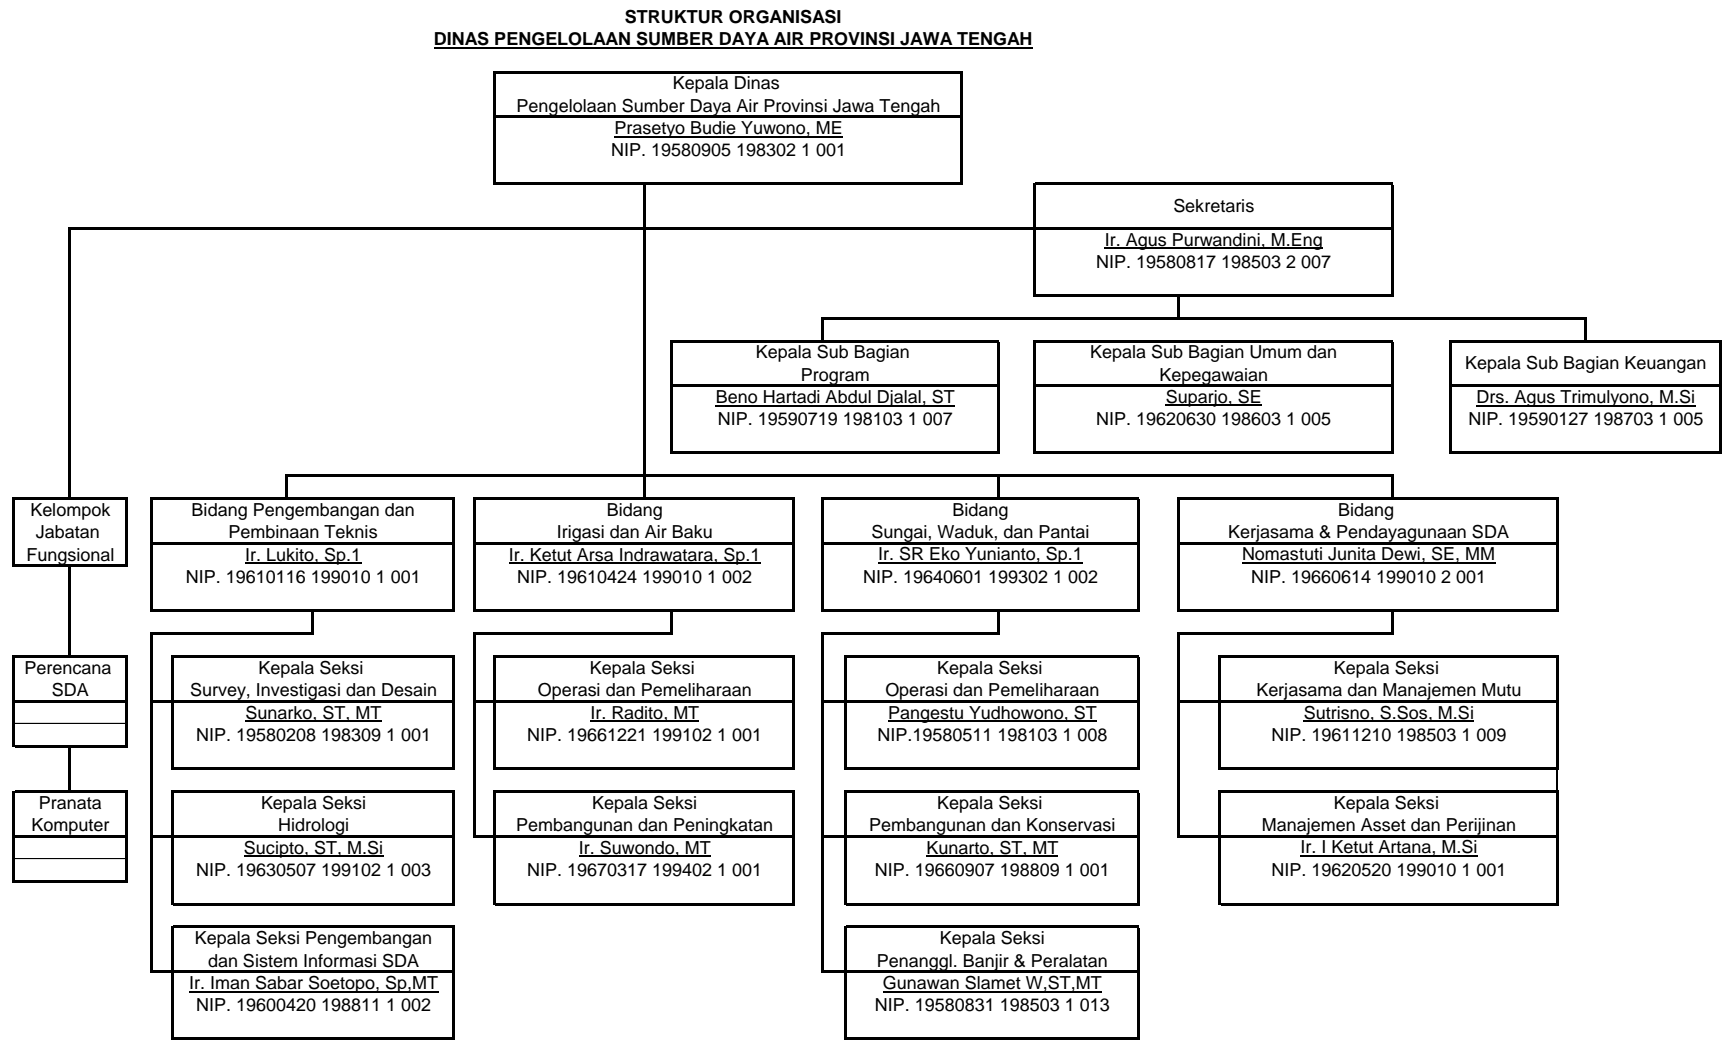 STRUKTUR ORGANISASI
DINAS PENGELOLAAN SUMBER DAYA AIR PROVINSI JAWA TENGAH
Kepala Dinas
Pengelolaan Sumber Daya Air Provinsi Jawa Tengah
Prasetyo Budie Yuwono, ME
NIP. 19580905 198302 1 001
Sekretaris
Ir. Agus Purwandini, M.Eng
NIP. 19580817 198503 2 007
Kepala Sub Bagian
Program
Beno Hartadi Abdul Djalal, ST
NIP. 19590719 198103 1 007
Kepala Sub Bagian Umum dan
Kepegawaian
Suparjo, SE
NIP. 19620630 198603 1 005
Kepala Sub Bagian Keuangan
Drs. Agus Trimulyono, M.Si
NIP. 19590127 198703 1 005
Kelompok
Jabatan
Fungsional
Bidang Pengembangan dan
Pembinaan Teknis
Ir. Lukito, Sp.1
NIP. 19610116 199010 1 001
Bidang
Irigasi dan Air Baku
Ir. Ketut Arsa Indrawatara, Sp.1
NIP. 19610424 199010 1 002
Bidang
Sungai, Waduk, dan Pantai
Ir. SR Eko Yunianto, Sp.1
NIP. 19640601 199302 1 002
Bidang
Kerjasama & Pendayagunaan SDA
Nomastuti Junita Dewi, SE, MM
NIP. 19660614 199010 2 001
Perencana
SDA
Kepala Seksi
Survey, Investigasi dan Desain
Sunarko, ST, MT
NIP. 19580208 198309 1 001
Kepala Seksi
Operasi dan Pemeliharaan
Ir. Radito, MT
NIP. 19661221 199102 1 001
Kepala Seksi
Operasi dan Pemeliharaan
Pangestu Yudhowono, ST
NIP.19580511 198103 1 008
Kepala Seksi
Kerjasama dan Manajemen Mutu
Sutrisno, S.Sos, M.Si
NIP. 19611210 198503 1 009
Pranata
Komputer
Kepala Seksi
Hidrologi
Sucipto, ST, M.Si
NIP. 19630507 199102 1 003
Kepala Seksi
Pembangunan dan Peningkatan
Ir. Suwondo, MT
NIP. 19670317 199402 1 001
Kepala Seksi
Pembangunan dan Konservasi
Kunarto, ST, MT
NIP. 19660907 198809 1 001
Kepala Seksi
Manajemen Asset dan Perijinan
Ir. I Ketut Artana, M.Si
NIP. 19620520 199010 1 001
Kepala Seksi Pengembangan
dan Sistem Informasi SDA
Ir. Iman Sabar Soetopo, Sp,MT
NIP. 19600420 198811 1 002
Kepala Seksi
Penanggl. Banjir & Peralatan
Gunawan Slamet W,ST,MT
NIP. 19580831 198503 1 013